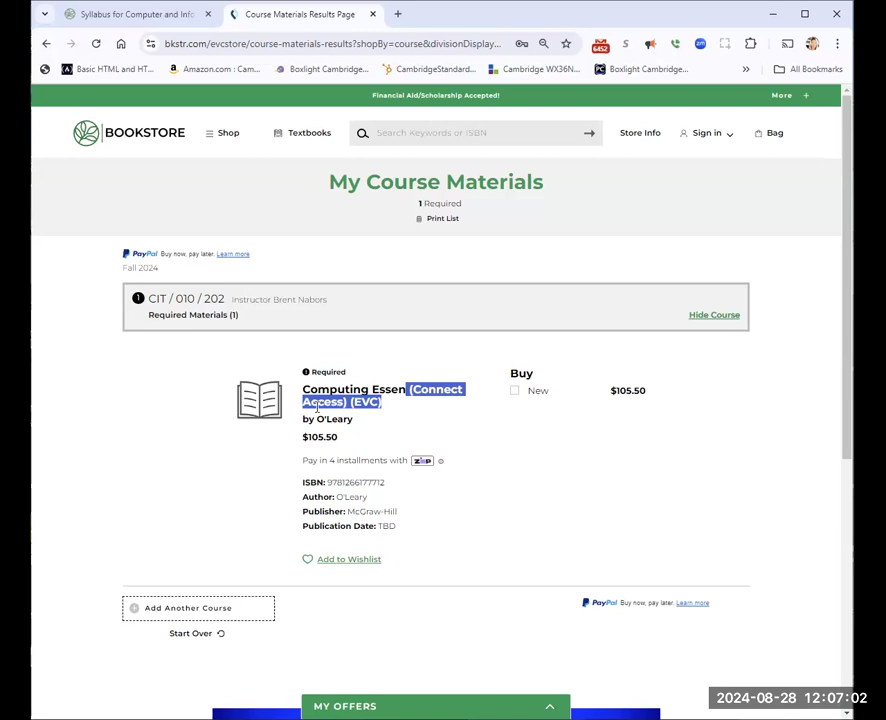 Syllabus for Computer and Info
Course Materials Results Page
bkstr.com/evcstore/course-materials-results?shopBy=course&divisionDisplay...
6452
S
zm
Basic HTML and HT...
Amazon.com : Cam...
Boxlight Cambridge...
CambridgeStandard...
Cambridge WX36N...
Boxlight Cambridge...
All Bookmarks
Financial Aid/Scholarship Accepted!
More +
BOOKSTORE
Shop
Textbooks
Search Keywords or ISBN
Store Info
Sign in
Bag
My Course Materials
1 Required
Print List
PayPal Buy now, pay later. Learn more
Fall 2024
1 CIT / 010 / 202 Instructor Brent Nabors
Required Materials (1)
Hide Course
Required
Computing Essen (Connect
Access) (EVC)
by O'Leary
$105.50
Buy
New
$105.50
Pay in 4 installments with ZIP
ISBN: 9781266177712
Author: O'Leary
Publisher: McGraw-Hill
Publication Date: TBD
Add to Wishlist
Add Another Course
PayPal Buy now, pay later. Learn more
Start Over
MY OFFERS
2024-08-28 12:07:02